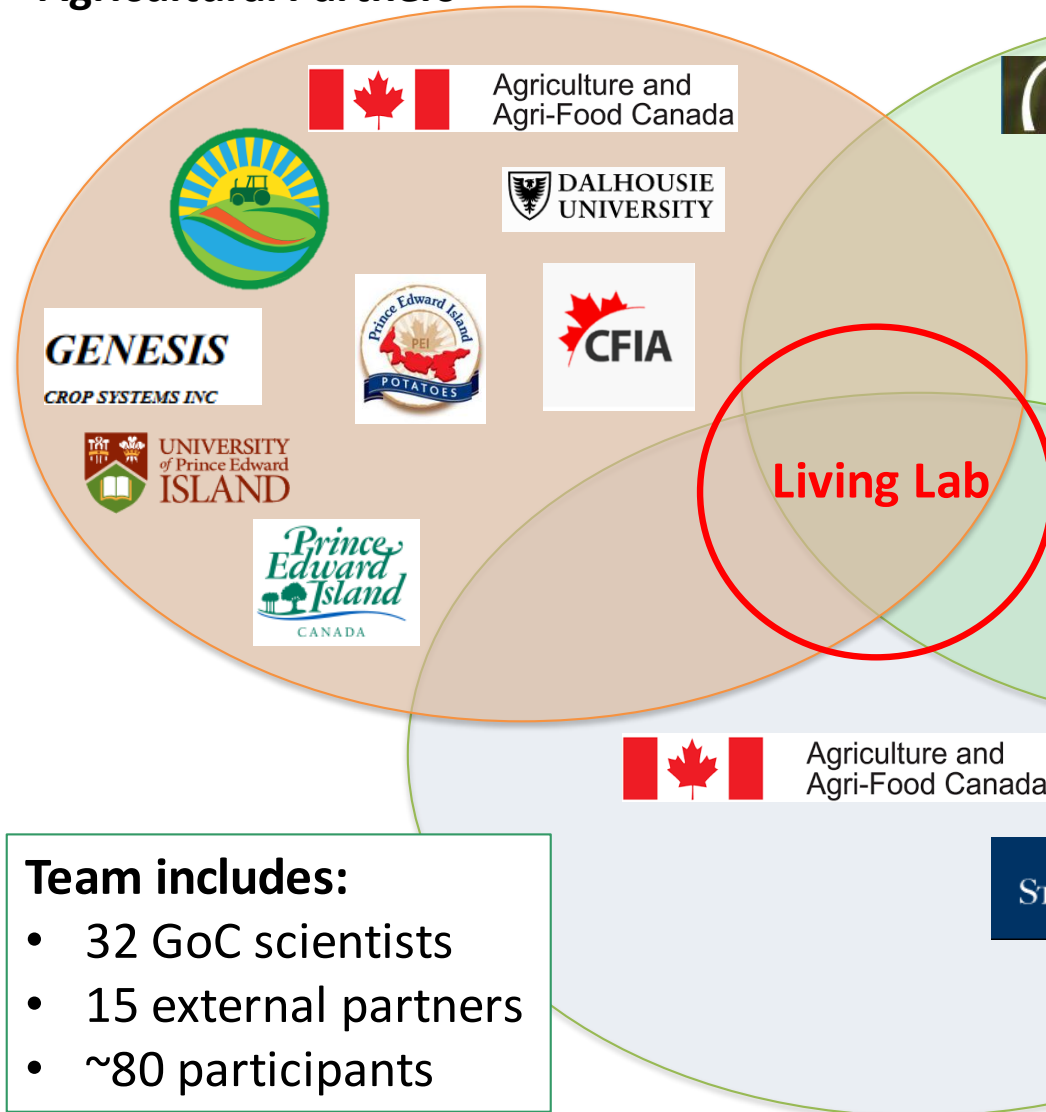 Agricultural Partners
Agriculture and
Agri-Food Canada
DALHOUSIE
UNIVERSITY
Prince Edward Island
PEI
POTATOES
CFIA
GENESIS
CROP SYSTEMS INC
UNIVERSITY
of Prince Edward
ISLAND
Prince
Edward
Island
CANADA
Living Lab
Agriculture and
Agri-Food Canada
Team includes:
• 32 GoC scientists
• 15 external partners
• ~80 participants